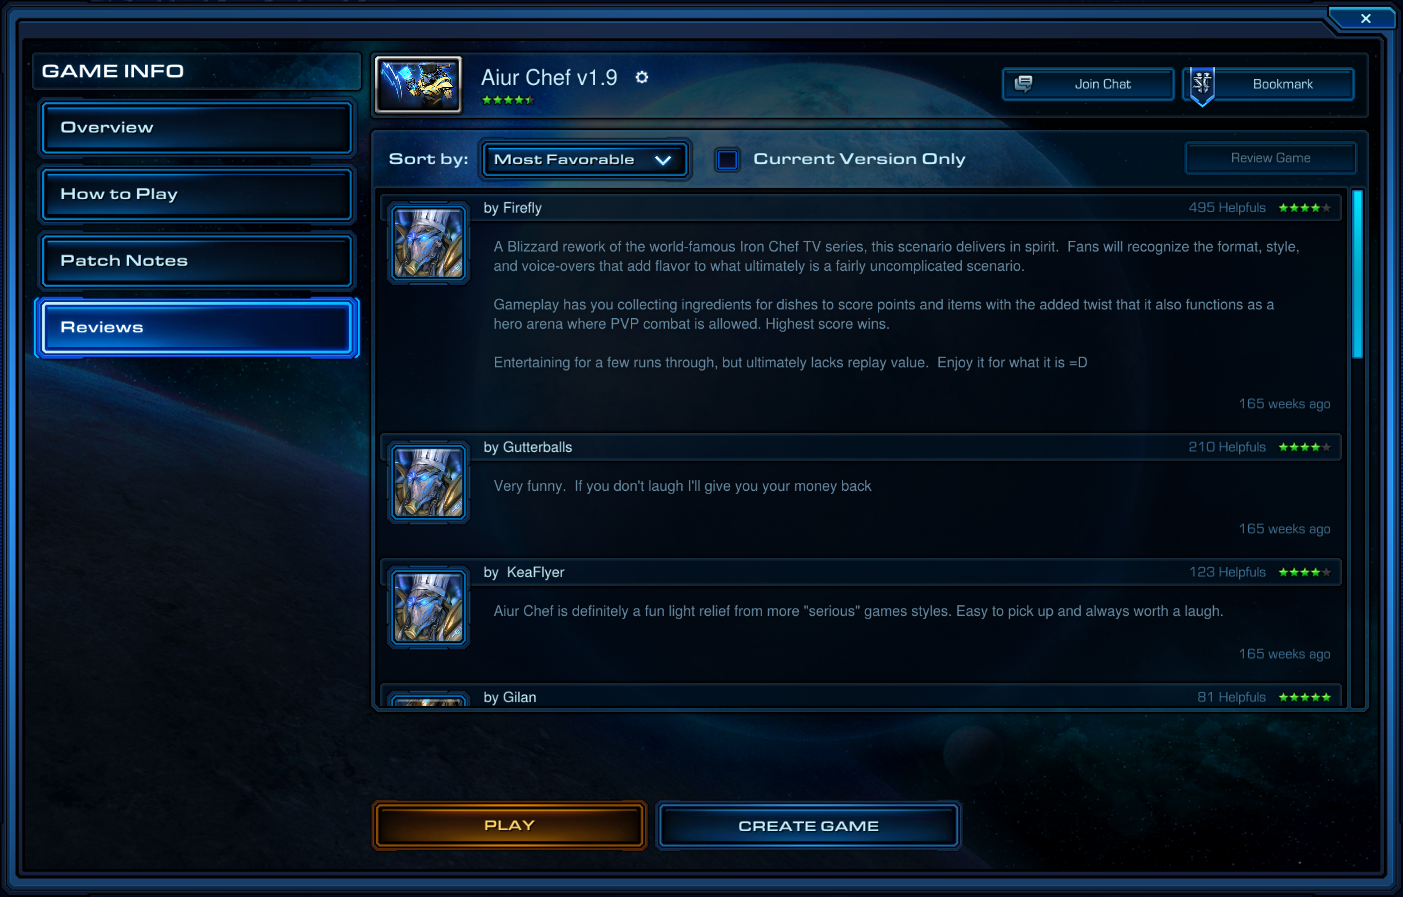 GAME INFO
Overview
How to Play
Patch Notes
Reviews
Aiur Chef v1.9
Join Chat
Bookmark
Sort by:
Most Favorable
Current Version Only
Review Game
by Firefly
495 Helpfuls
A Blizzard rework of the world-famous Iron Chef TV series, this scenario delivers in spirit.  Fans will recognize the format, style,
and voice-overs that add flavor to what ultimately is a fairly uncomplicated scenario.
Gameplay has you collecting ingredients for dishes to score points and items with the added twist that it also functions as a
hero arena where PVP combat is allowed. Highest score wins.
Entertaining for a few runs through, but ultimately lacks replay value.  Enjoy it for what it is =D
165 weeks ago
by Gutterballs
210 Helpfuls
Very funny.  If you don't laugh I'll give you your money back
165 weeks ago
by  KeaFlyer
123 Helpfuls
Aiur Chef is definitely a fun light relief from more "serious" games styles. Easy to pick up and always worth a laugh.
165 weeks ago
by Gilan
81 Helpfuls
PLAY
CREATE GAME